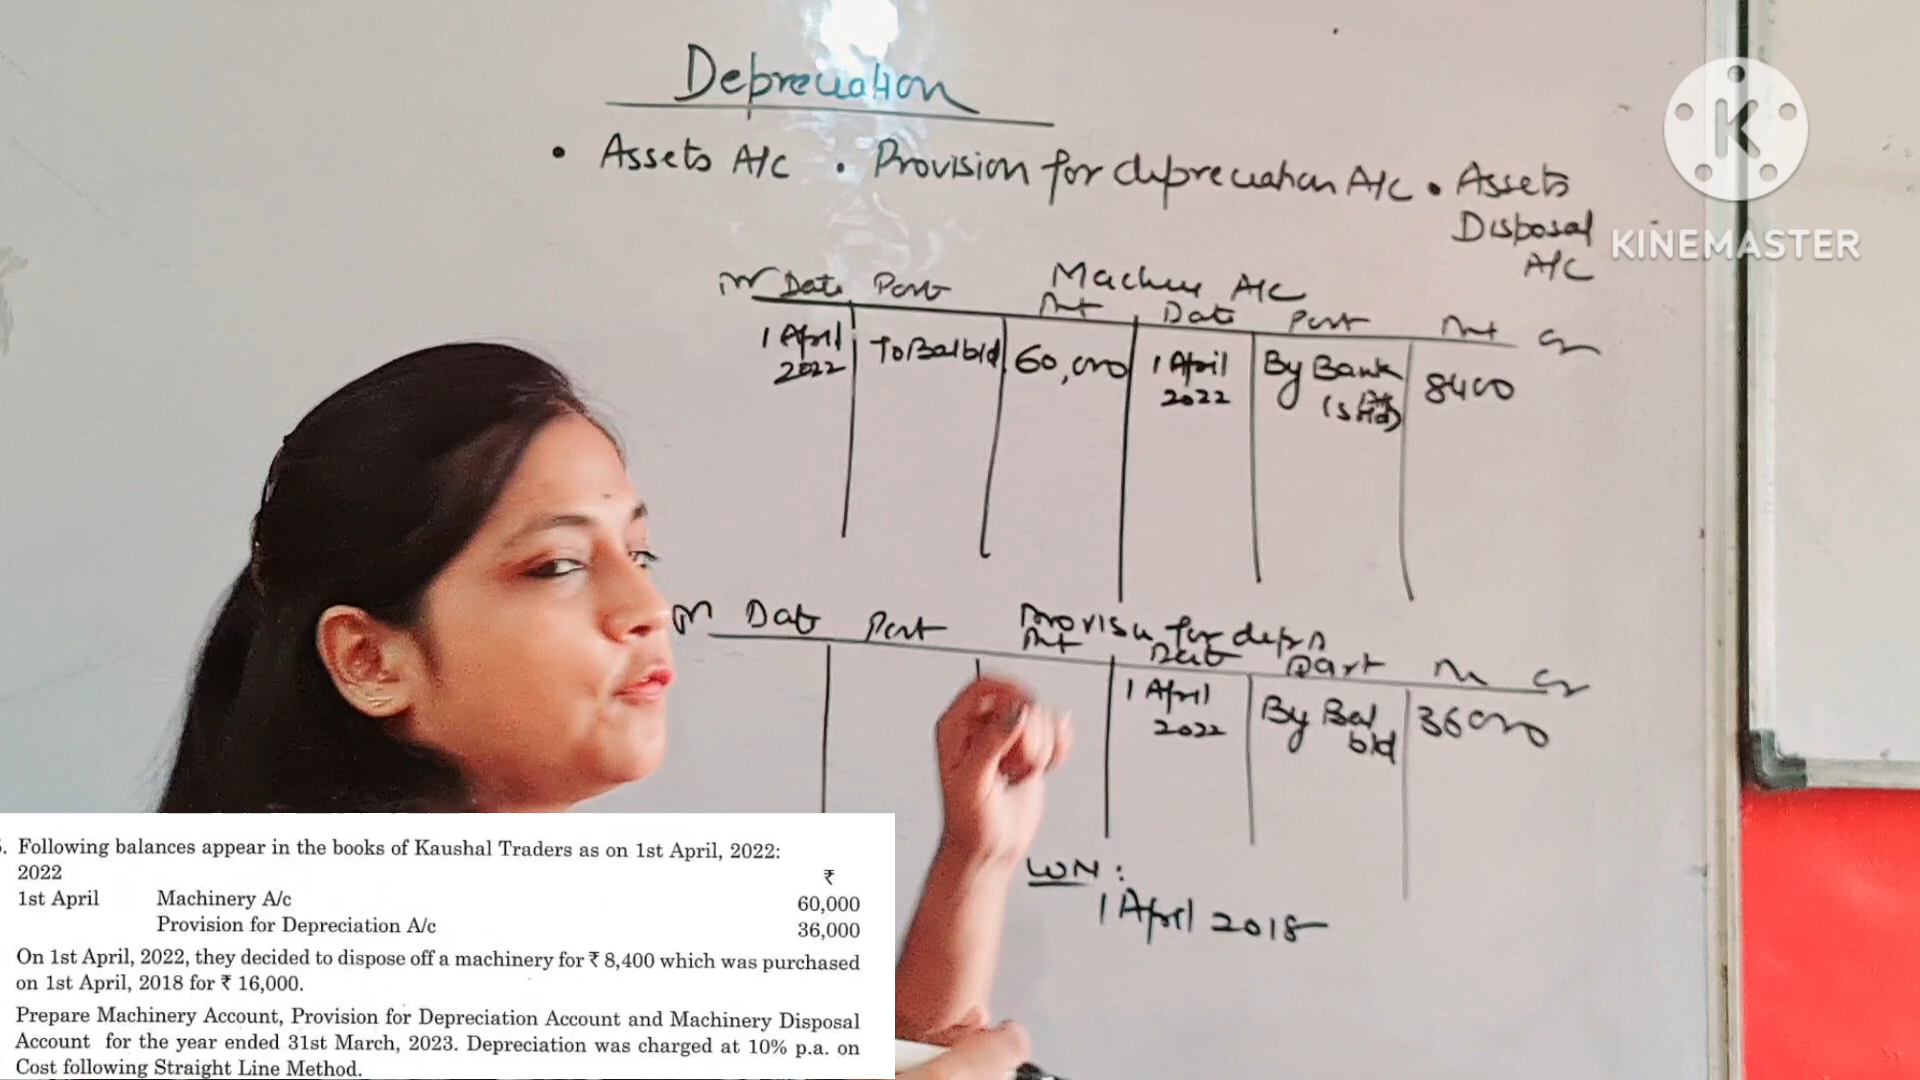 Depreciation
• Assets A/c • Provision for depreciation A/c • Assets
Disposal
A/c
K
KINEMASTER
Dr Date Part Machine A/C
Amt Date Part Amt Cr
1 April 2022 To Bal b/d 60,000 1 April 2022 By Bank 8400
Dr Date Part Provisn for deprn
Amt Date Part Am Cr
1 April 2022 By Bal b/d 36000
WN:
1 April 2018
. Following balances appear in the books of Kaushal Traders as on 1st April, 2022:
2022 ₹
1st April Machinery A/c 60,000
Provision for Depreciation A/c 36,000
On 1st April, 2022, they decided to dispose off a machinery for ₹ 8,400 which was purchased
on 1st April, 2018 for ₹ 16,000.
Prepare Machinery Account, Provision for Depreciation Account and Machinery Disposal
Account for the year ended 31st March, 2023. Depreciation was charged at 10% p.a. on
Cost following Straight Line Method.